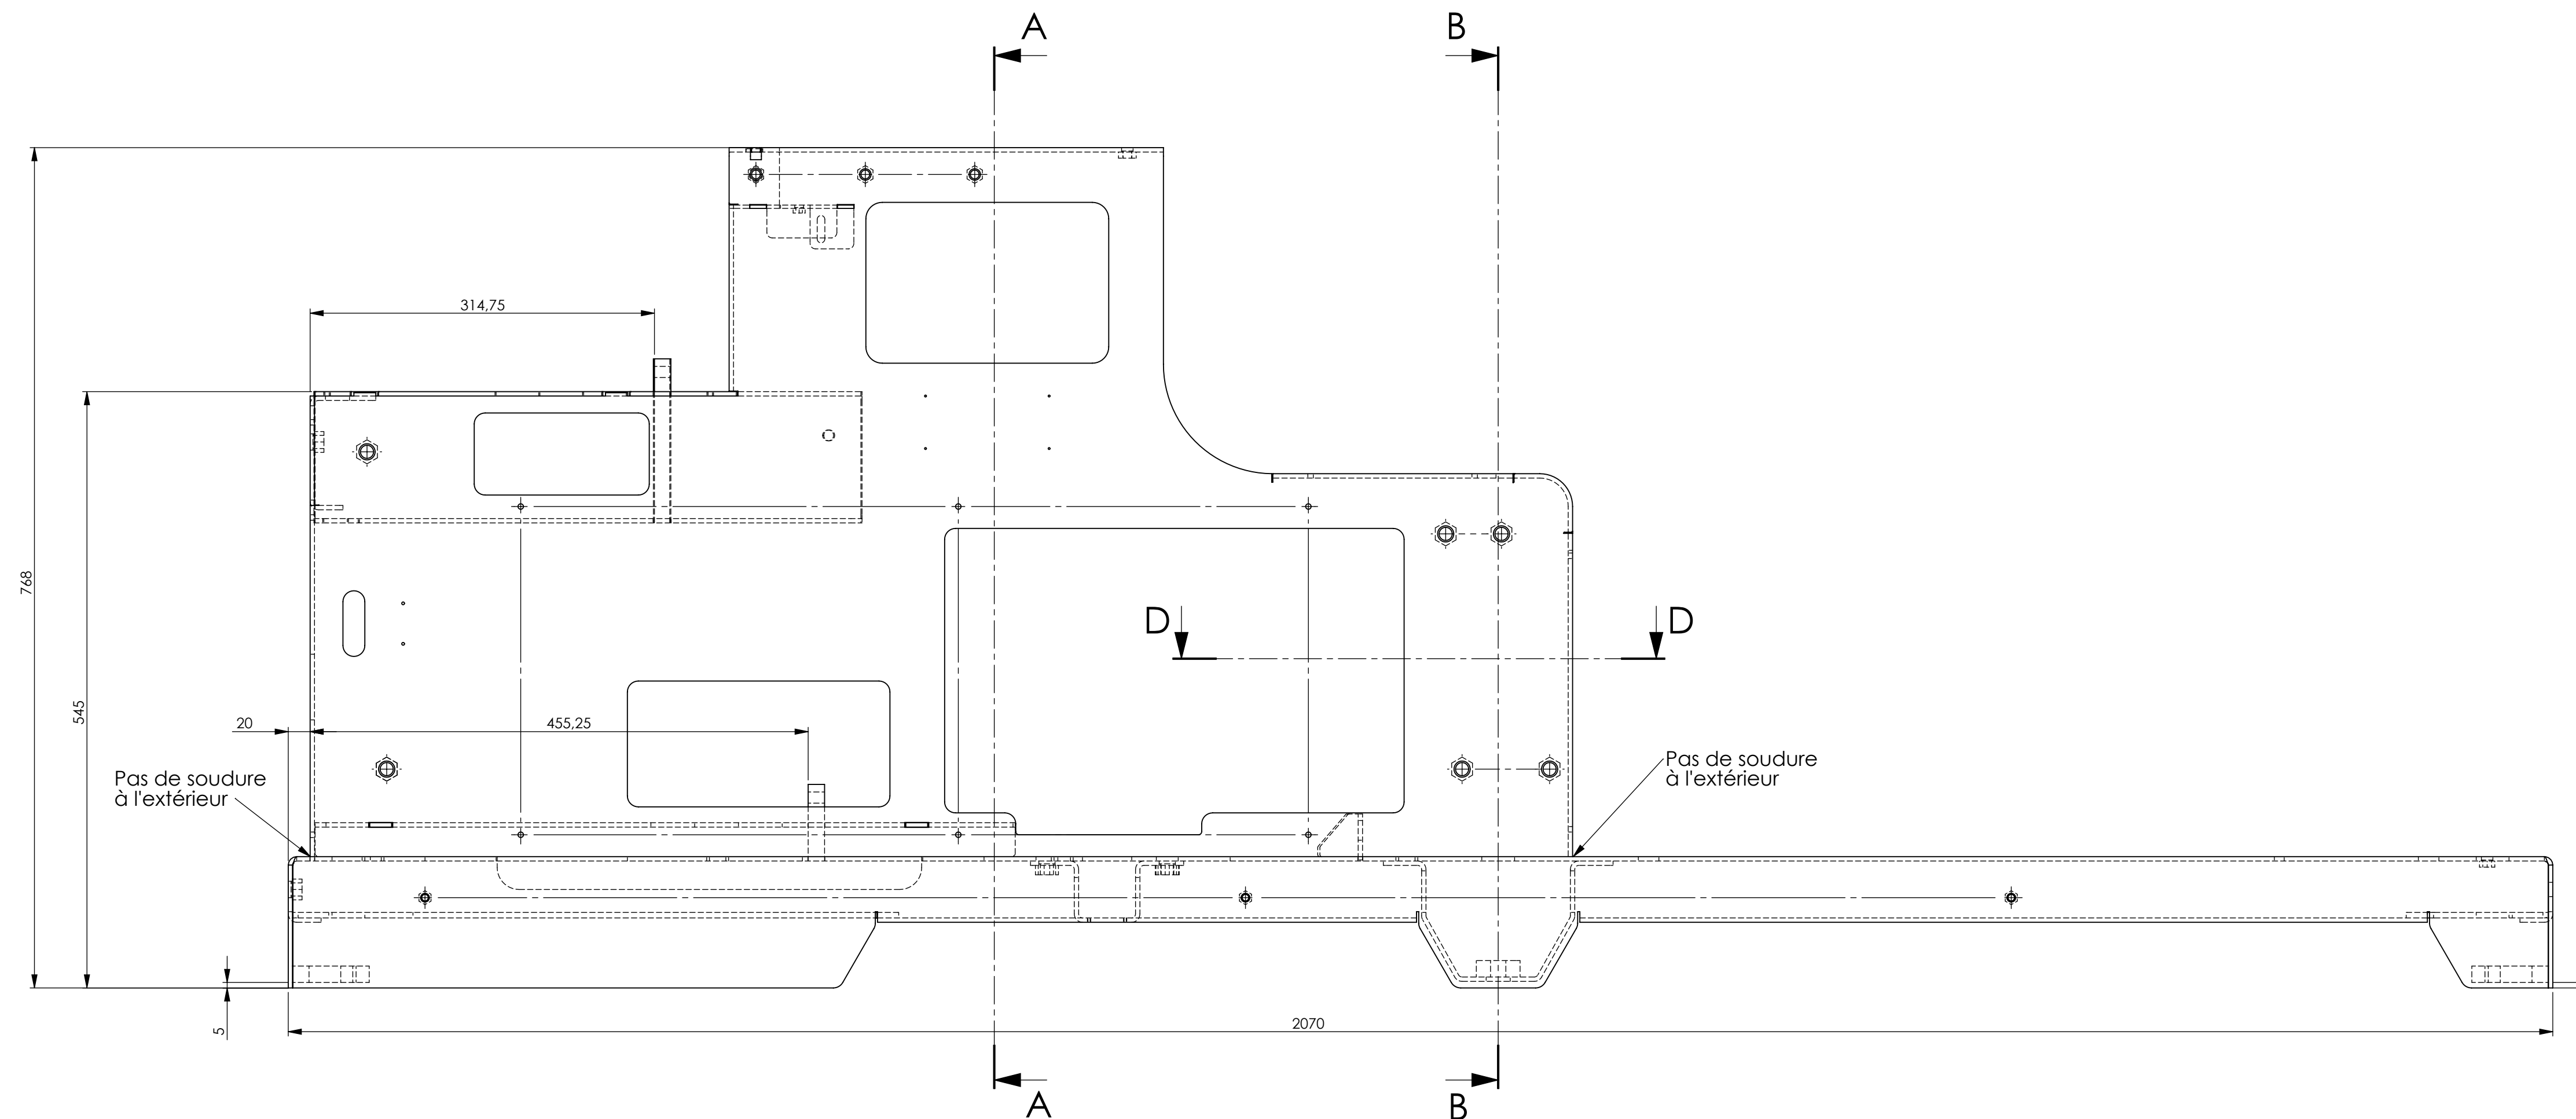 A
B
314,75
768
D
D
545
20
455,25
Pas de soudure
à l'extérieur
Pas de soudure
à l'extérieur
5
2070
A
B